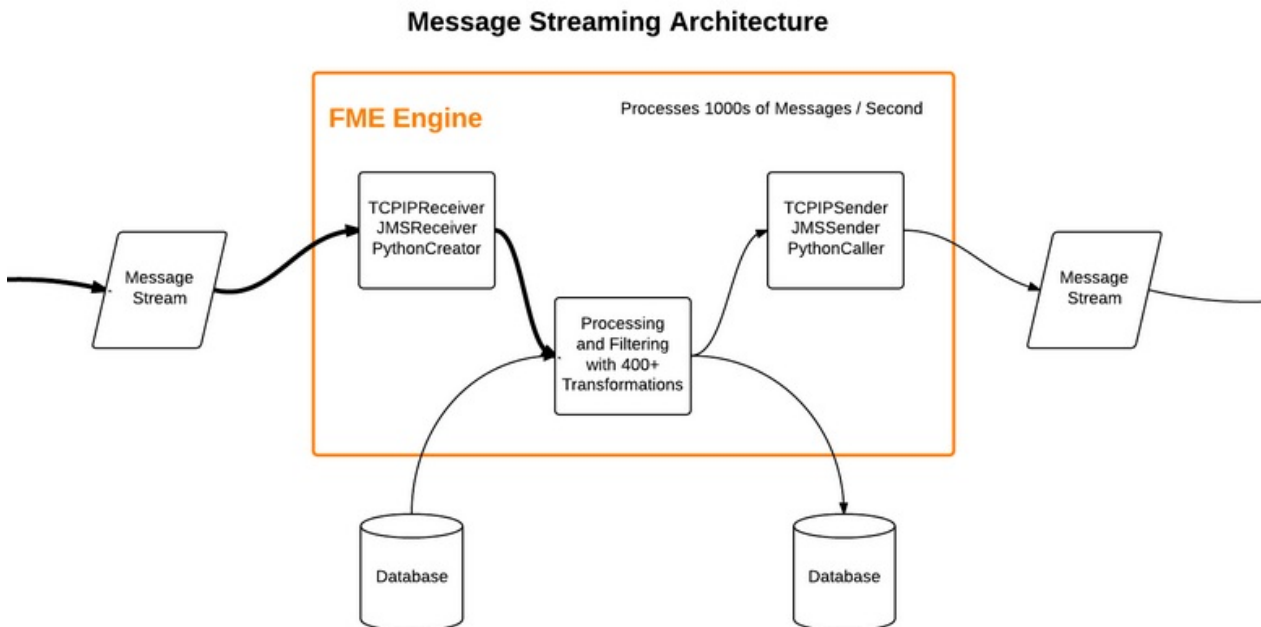 Message Streaming Architecture
FME Engine
Processes 1000s of Messages / Second
TCPIPReceiver
JMSReceiver
PythonCreator
TCPIPSender
JMSSender
PythonCaller
Message
Stream
Processing
and Filtering
with 400+
Transformations
Message
Stream
Database
Database